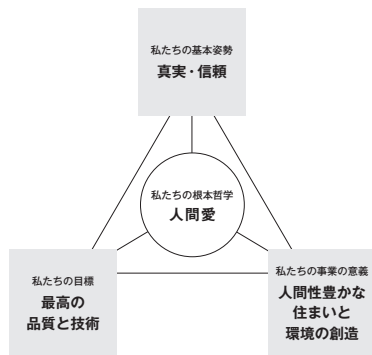 私たちの基本姿勢
真実・信頼
私たちの根本哲学
人間愛
私たちの目標
最高の
品質と技術
私たちの事業の意義
人間性豊かな
住まいと
環境の創造